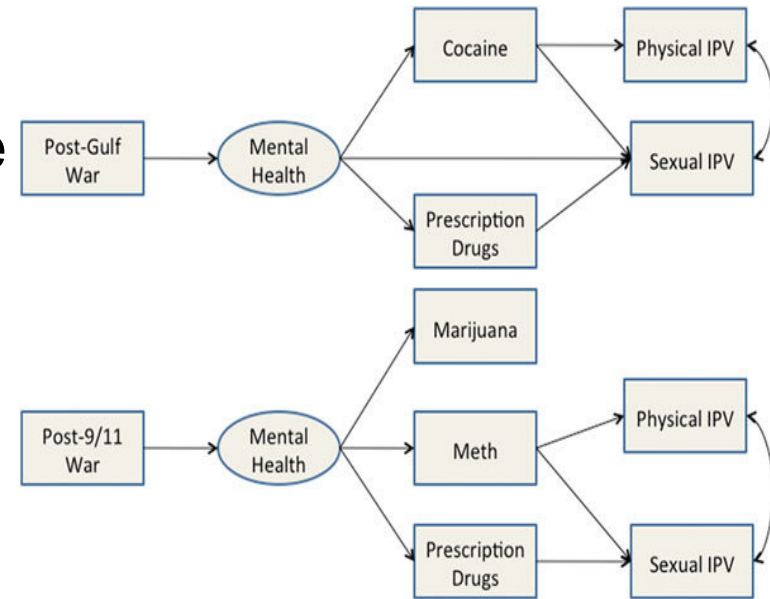 Cocaine
Physical IPV
e
Post-Gulf
War
Mental
Health
Sexual IPV
Prescription
Drugs
Marijuana
Post-9/11
War
Mental
Health
Meth
Physical IPV
Prescription
Drugs
Sexual IPV